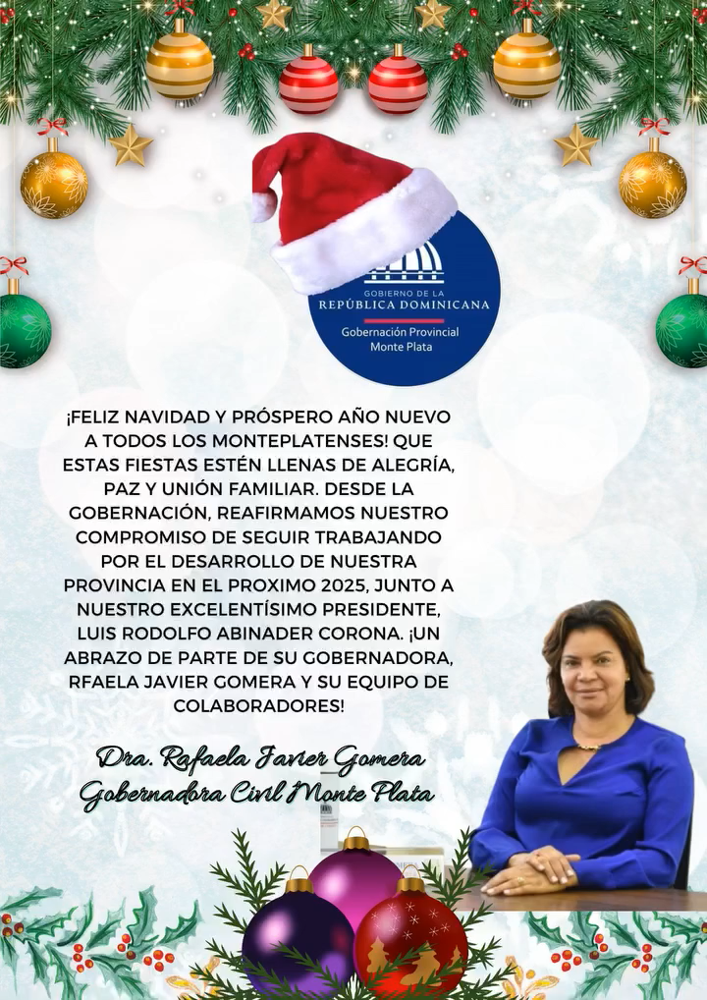 GOBIERNO DE LA
REPÚBLICA DOMINICANA
Gobernación Provincial
Monte Plata
¡FELIZ NAVIDAD Y PRÓSPERO AÑO NUEVO
A TODOS LOS MONTEPLATENSES! QUE
ESTAS FIESTAS ESTÉN LLENAS DE ALEGRÍA,
PAZ Y UNIÓN FAMILIAR. DESDE LA
GOBERNACIÓN, REAFIRMAMOS NUESTRO
COMPROMISO DE SEGUIR TRABAJANDO
POR EL DESARROLLO DE NUESTRA
PROVINCIA EN EL PROXIMO 2025, JUNTO A
NUESTRO EXCELENTÍSIMO PRESIDENTE,
LUIS RODOLFO ABINADER CORONA. ¡UN
ABRAZO DE PARTE DE SU GOBERNADORA,
RFAELA JAVIER GOMERA Y SU EQUIPO DE
COLABORADORES!
Dra. Rafaela Javier Gomera
Gobernadora Civil Monte Plata